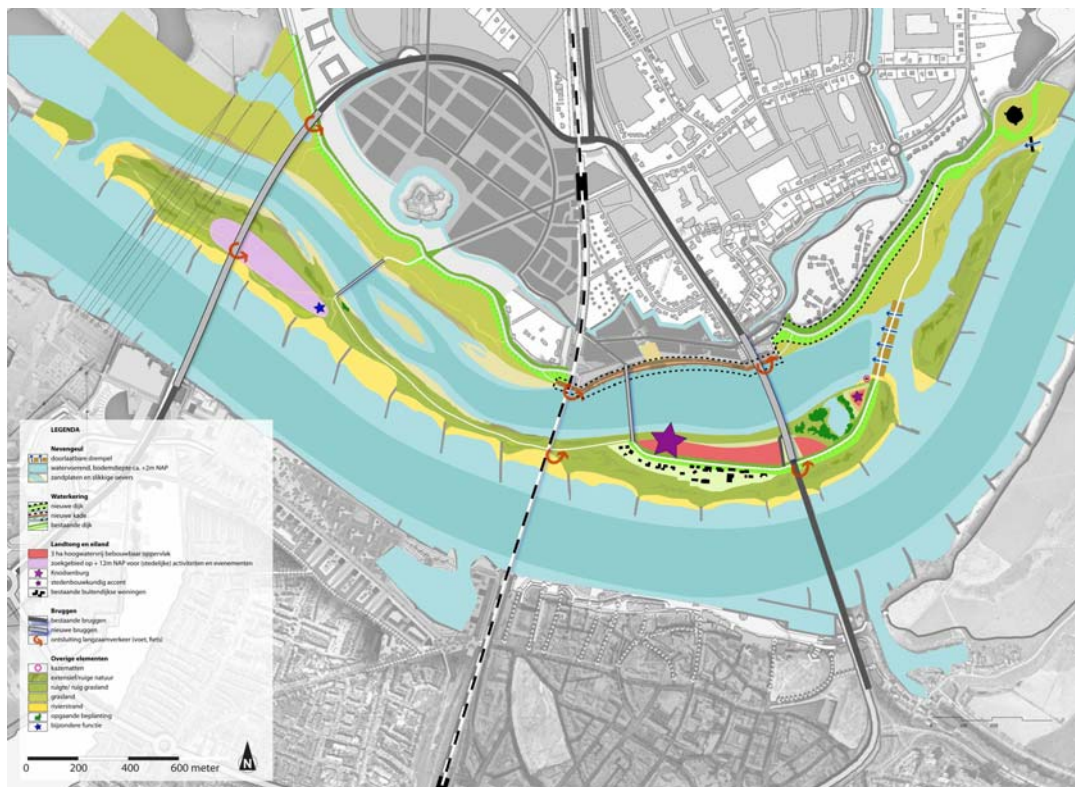 LEGENDA
Nevengeul
doorlaatbare drempel
watervoerend, bodemdiepte ca. +2m NAP
zandplaten en slikkige oevers
Waterkering
nieuwe dijk
nieuwe kade
bestaande dijk
Landtong en eiland
3 ha hoogwatervrij bebouwbaar oppervlak
zoekgebied op + 12m NAP voor (stedelijke) activiteiten en evenementen
Knodsenburg
stedenbouwkundig accent
bestaande buitendijkse woningen
Bruggen
bestaande bruggen
nieuwe bruggen
ontsluiting langzaamverkeer (voet, fiets)
Overige elementen
kazematten
extensief/ruige natuur
ruigte/ ruig grasland
grasland
rivierstrand
opgaande beplanting
bijzondere functie
0 200 400 600 meter
N